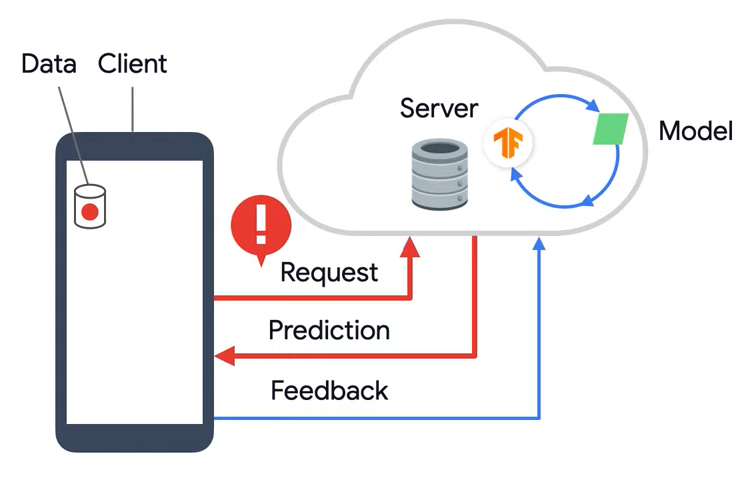 Data Client
Server
Model
Request
Prediction
Feedback